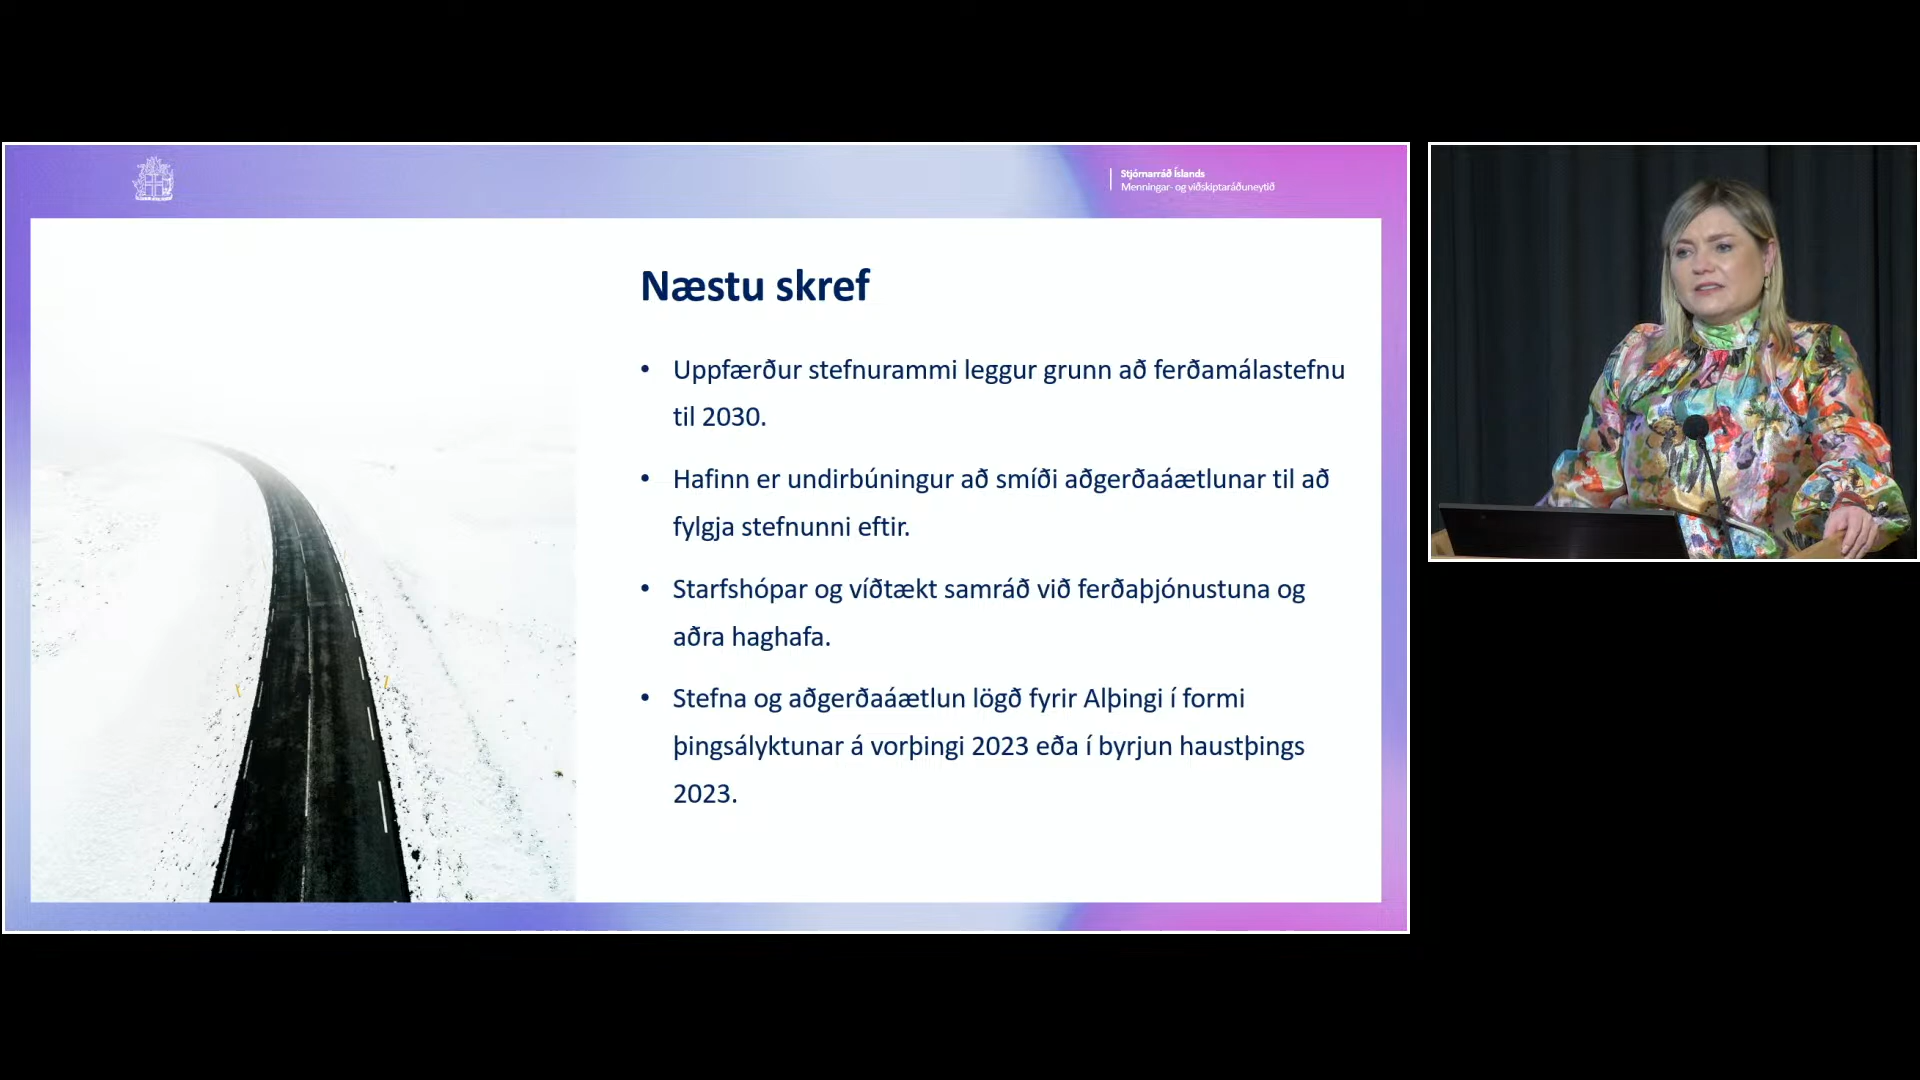 Stjórnarráð Íslands
Menningar- og viðskiptaráðuneytið
Næstu skref
• Uppfærður stefnurammi leggur grunn að ferðamálastefnu
til 2030.
• Hafinn er undirbúningur að smíði aðgerðaáætlunar til að
fylgja stefnunni eftir.
• Starfshópar og víðtækt samráð við ferðaþjónustuna og
aðra haghafa.
• Stefna og aðgerðaáætlun lögð fyrir Alþingi í formi
þingsályktunar á vorþingi 2023 eða í byrjun haustþings
2023.